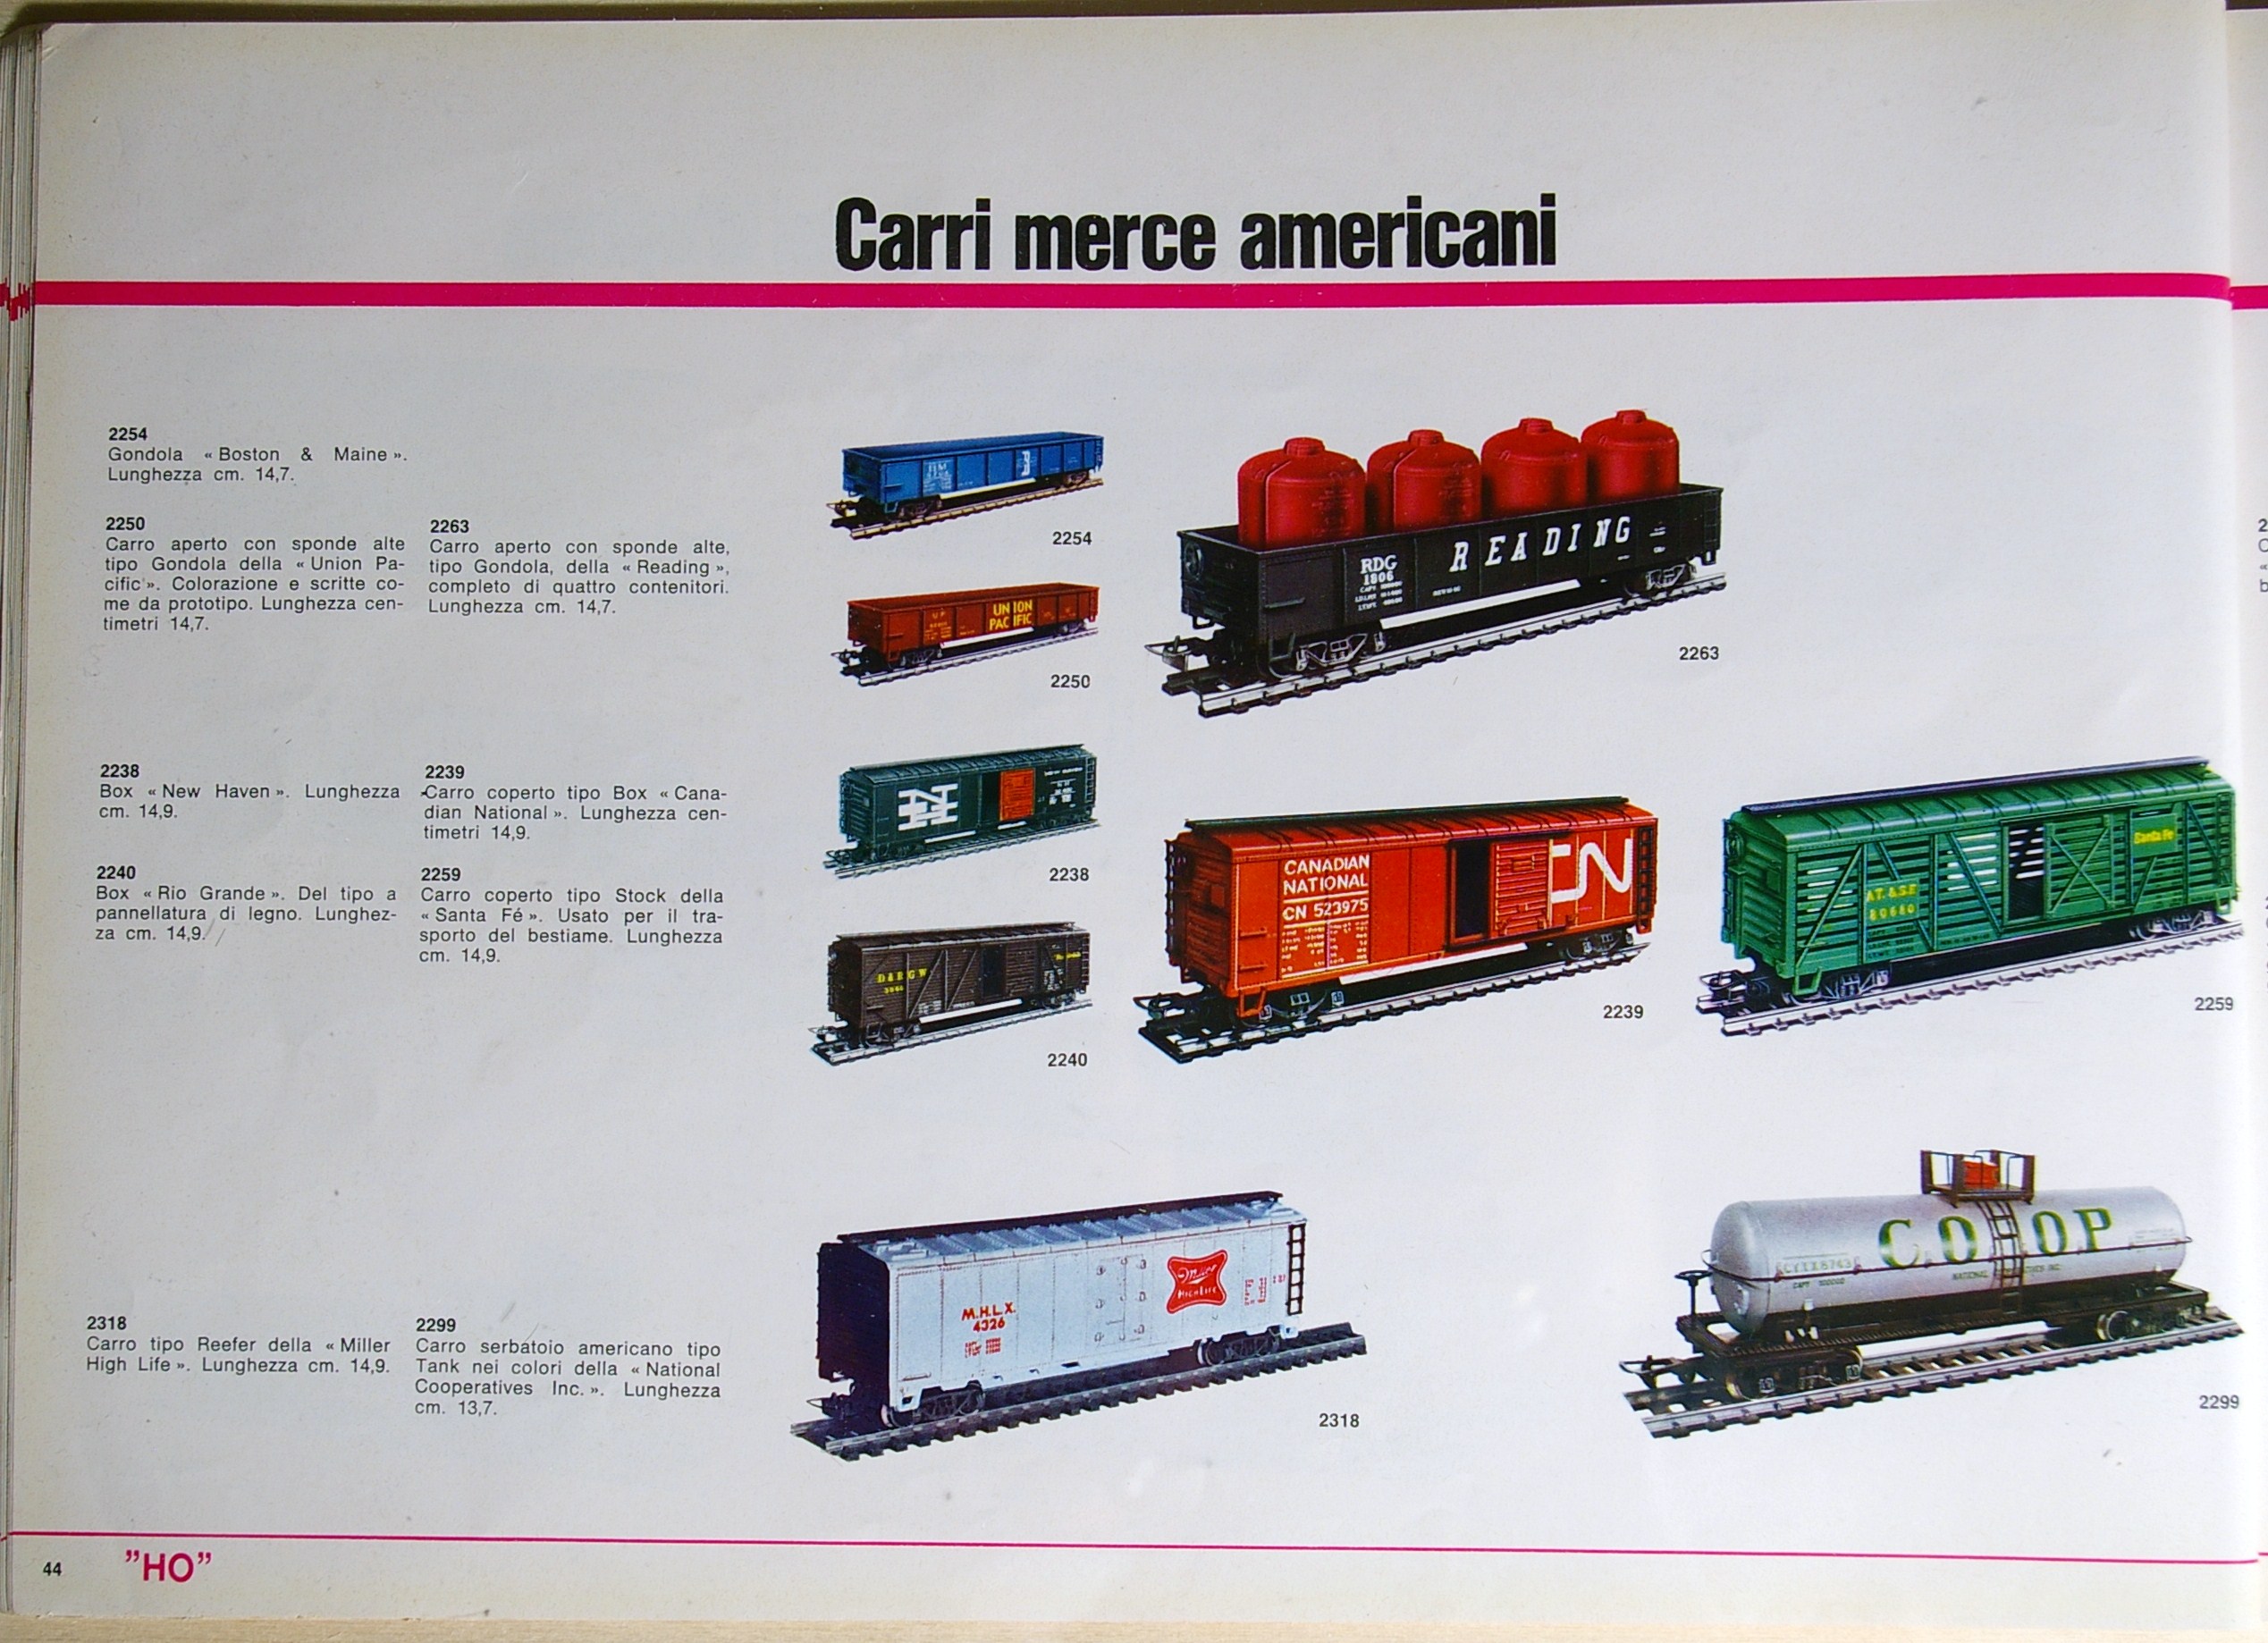 Carri merce americani
2254
Gondola « Boston & Maine ».
Lunghezza cm. 14,7.
2250
Carro aperto con sponde alte
tipo Gondola della « Union Pa-
cific ». Colorazione e scritte co-
me da prototipo. Lunghezza cen-
timetri 14,7.
2263
Carro aperto con sponde alte,
tipo Gondola, della « Reading »,
completo di quattro contenitori.
Lunghezza cm. 14,7.
2238
Box « New Haven ». Lunghezza
cm. 14,9.
2240
Box « Rio Grande ». Del tipo a
pannellatura di legno. Lunghez-
za cm. 14,9.
2239
Carro coperto tipo Box « Cana-
dian National ». Lunghezza cen-
timetri 14,9.
2259
Carro coperto tipo Stock della
« Santa Fé ». Usato per il tra-
sporto del bestiame. Lunghezza
cm. 14,9.
2318
Carro tipo Reefer della « Miller
High Life ». Lunghezza cm. 14,9.
2299
Carro serbatoio americano tipo
Tank nei colori della « National
Cooperatives Inc. ». Lunghezza
cm. 13,7.
2254
UNION
PACIFIC
2250
RDG
1806
READING
2263
N
2238
D & R G W
2240
CANADIAN
NATIONAL
CN 523975
CN
2239
A.T. & S.F.
Santa Fe
2259
M.H.L.X.
4326
Miller
HIGH LIFE
2318
CO-OP
NATIONAL
2299
44
"HO"